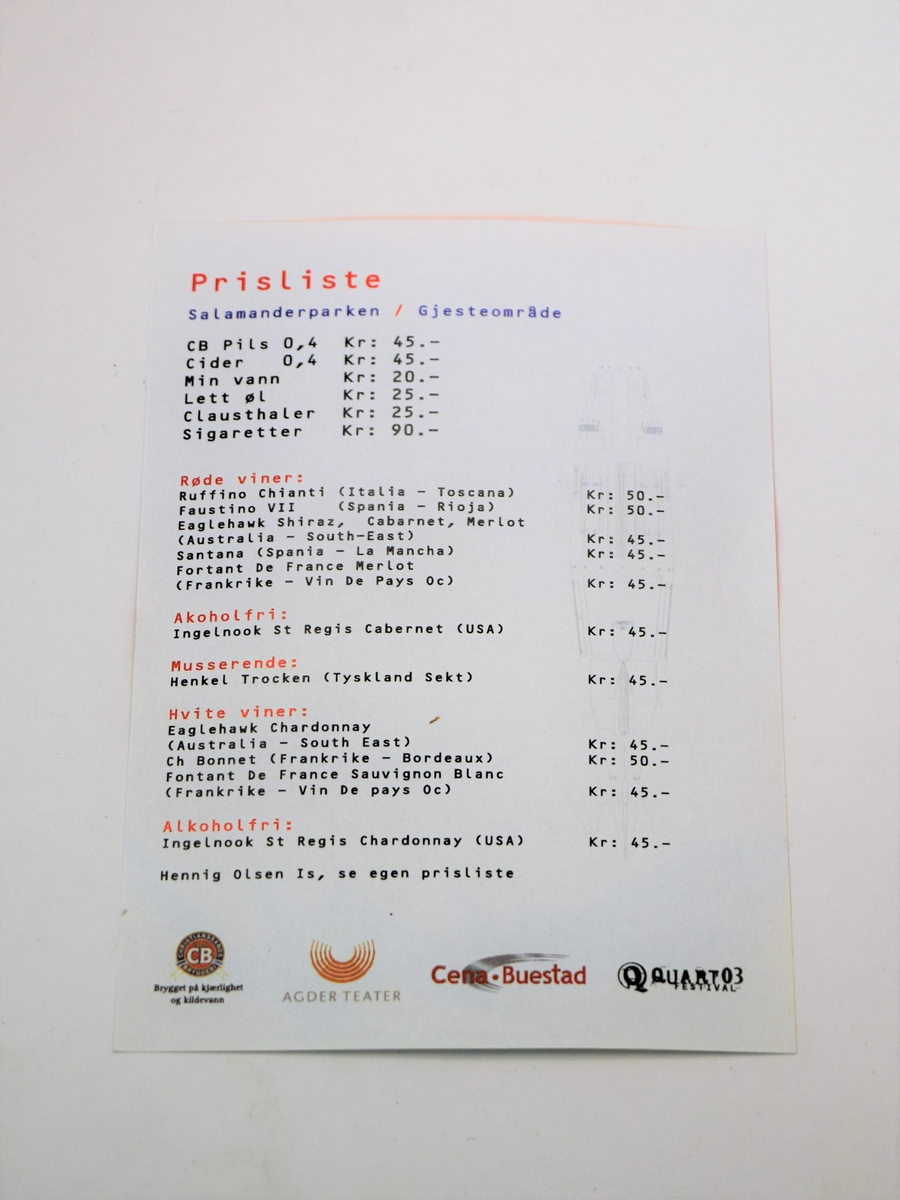 Prisliste
Salamanderparken / Gjesteområde
CB Pils 0,4 Kr: 45.-
Cider 0,4 Kr: 45.-
Min vann Kr: 20.-
Lett øl Kr: 25.-
Clausthaler Kr: 25.-
Sigaretter Kr: 90.-
Røde viner:
Ruffino Chianti (Italia - Toscana) Kr: 50.-
Faustino VII (Spania - Rioja) Kr: 50.-
Eaglehawk Shiraz, Cabarnet, Merlot
(Australia - South-East) Kr: 45.-
Santana (Spania - La Mancha) Kr: 45.-
Fortant De France Merlot
(Frankrike - Vin De Pays Oc) Kr: 45.-
Akoholfri:
Ingelnook St Regis Cabernet (USA) Kr: 45.-
Musserende:
Henkel Trocken (Tyskland Sekt) Kr: 45.-
Hvite viner:
Eaglehawk Chardonnay
(Australia - South East) Kr: 45.-
Ch Bonnet (Frankrike - Bordeaux) Kr: 50.-
Fontant De France Sauvignon Blanc
(Frankrike - Vin De pays Oc) Kr: 45.-
Alkoholfri:
Ingelnook St Regis Chardonnay (USA) Kr: 45.-
Hennig Olsen Is, se egen prisliste
CHRISTIANSSANDS
CB
BRYGGERI
Brygget på kjærlighet
og kildevann
AGDER TEATER
Cena·Buestad
Q QUART03
FESTIVAL